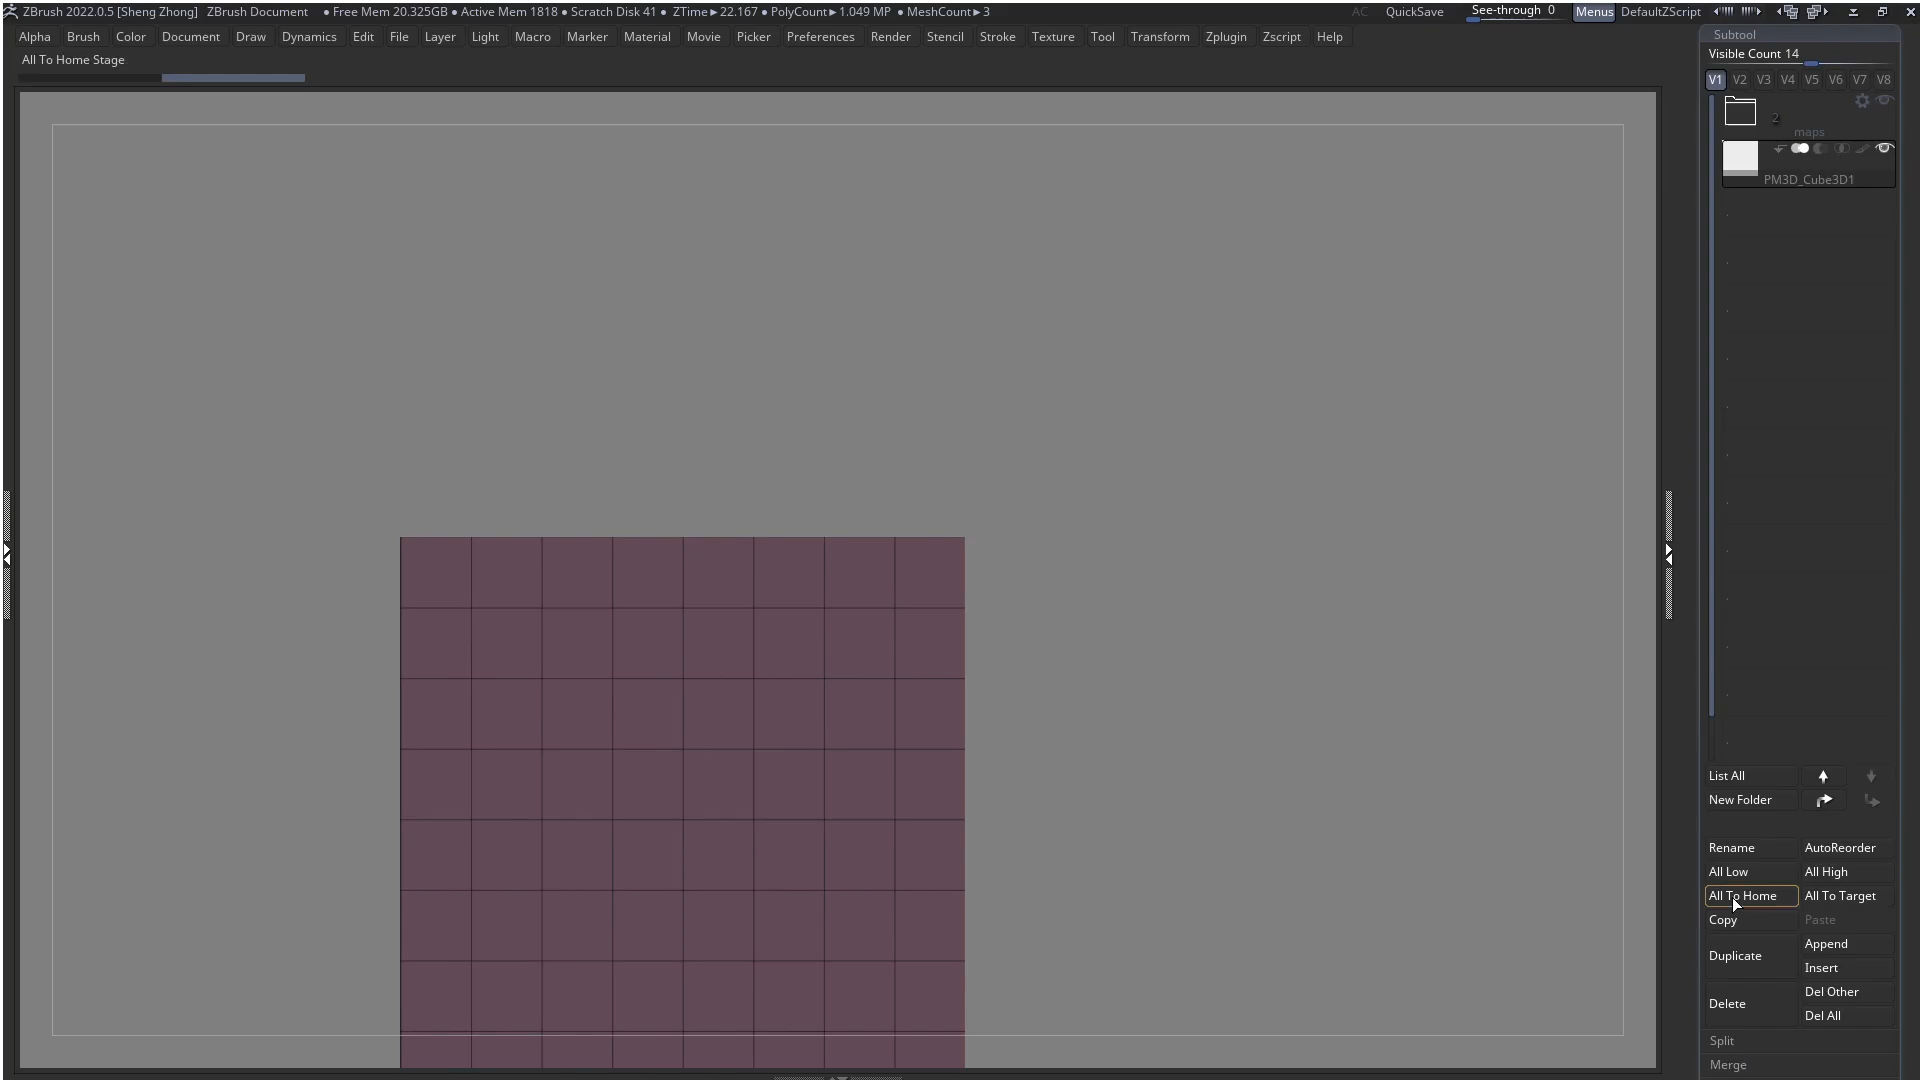 ZBrush 2022.0.5 [Sheng Zhong] ZBrush Document • Free Mem 20.325GB • Active Mem 1818 • Scratch Disk 41 • ZTime▶22.167 • PolyCount▶1.049 MP • MeshCount▶3 AC QuickSave See-through 0 Menus DefaultZScript
Alpha Brush Color Document Draw Dynamics Edit File Layer Light Macro Marker Material Movie Picker Preferences Render Stencil Stroke Texture Tool Transform Zplugin Zscript Help
All To Home Stage
Subtool
Visible Count 14
V1 V2 V3 V4 V5 V6 V7 V8
2
maps
PM3D_Cube3D1
List All
New Folder
Rename AutoReorder
All Low All High
All To Home All To Target
Copy Paste
Duplicate Append
Insert
Delete Del Other
Del All
Split
Merge